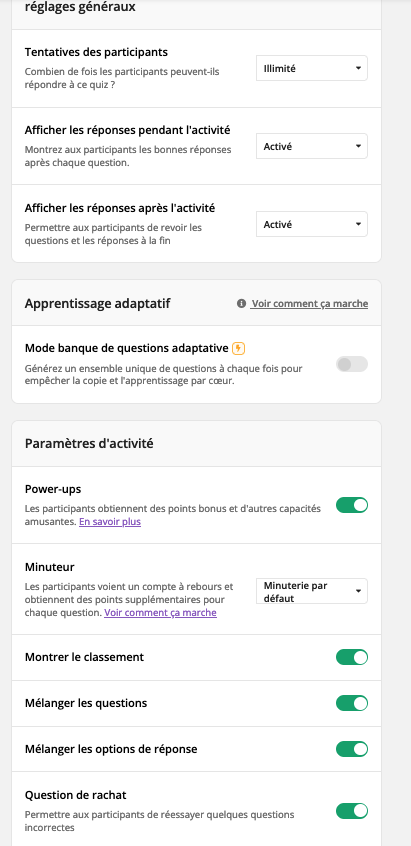 réglages généraux
Tentatives des participants
Combien de fois les participants peuvent-ils
répondre à ce quiz ?
Illimité
Afficher les réponses pendant l'activité
Montrez aux participants les bonnes réponses
après chaque question.
Activé
Afficher les réponses après l'activité
Permettre aux participants de revoir les
questions et les réponses à la fin
Activé
Apprentissage adaptatif
Voir comment ça marche
Mode banque de questions adaptative
Générez un ensemble unique de questions à chaque fois pour
empêcher la copie et l'apprentissage par cœur.
Paramètres d'activité
Power-ups
Les participants obtiennent des points bonus et d'autres capacités
amusantes. En savoir plus
Minuteur
Les participants voient un compte à rebours et
obtiennent des points supplémentaires pour
chaque question. Voir comment ça marche
Minuterie par
défaut
Montrer le classement
Mélanger les questions
Mélanger les options de réponse
Question de rachat
Permettre aux participants de réessayer quelques questions
incorrectes